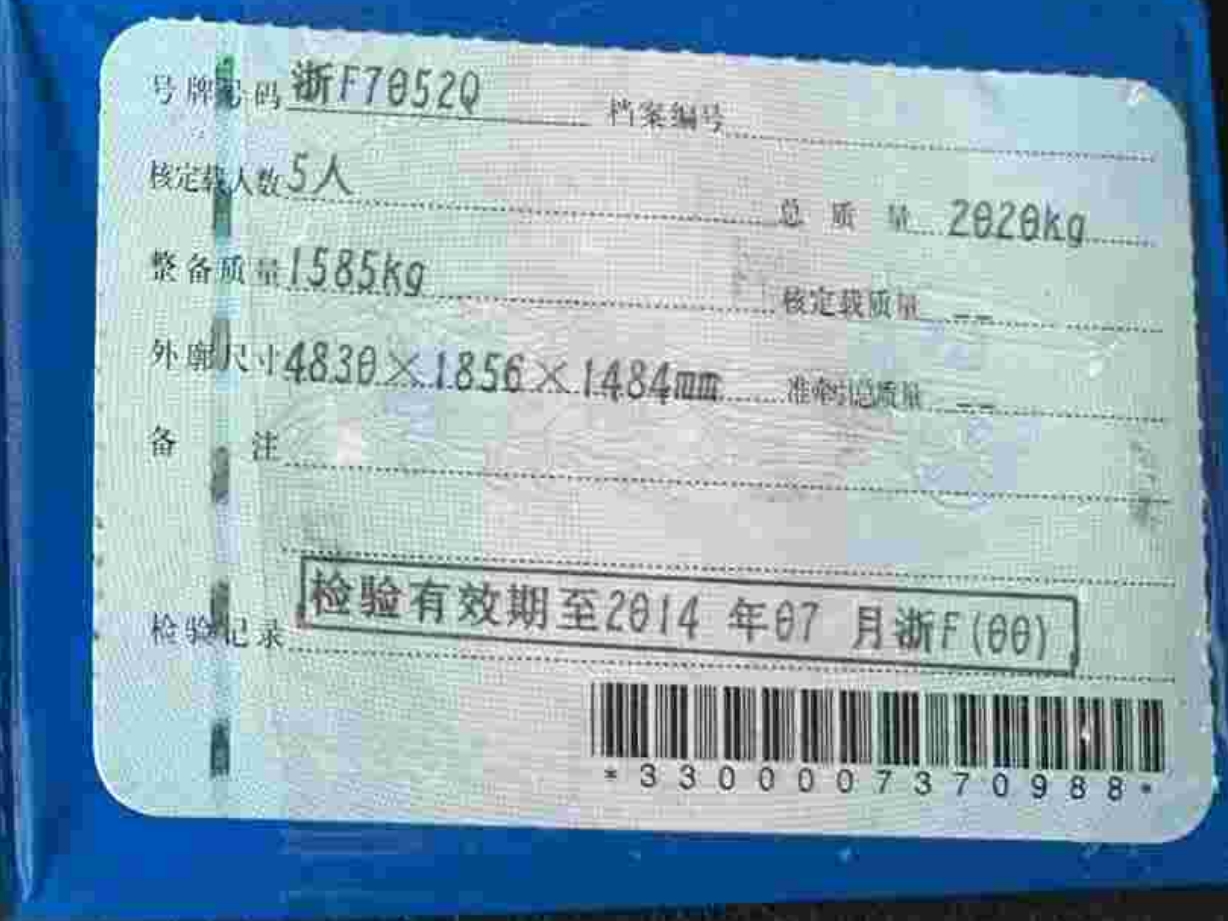 号牌号码 浙F7052Q 档案编号
核定载人数 5人 总质量 2020kg
整备质量 1585kg 核定载质量 --
外廓尺寸 4830×1856×1484mm 准牵引总质量 --
备注
检验记录 检验有效期至2014年07月浙F(00)
*3300007370988*